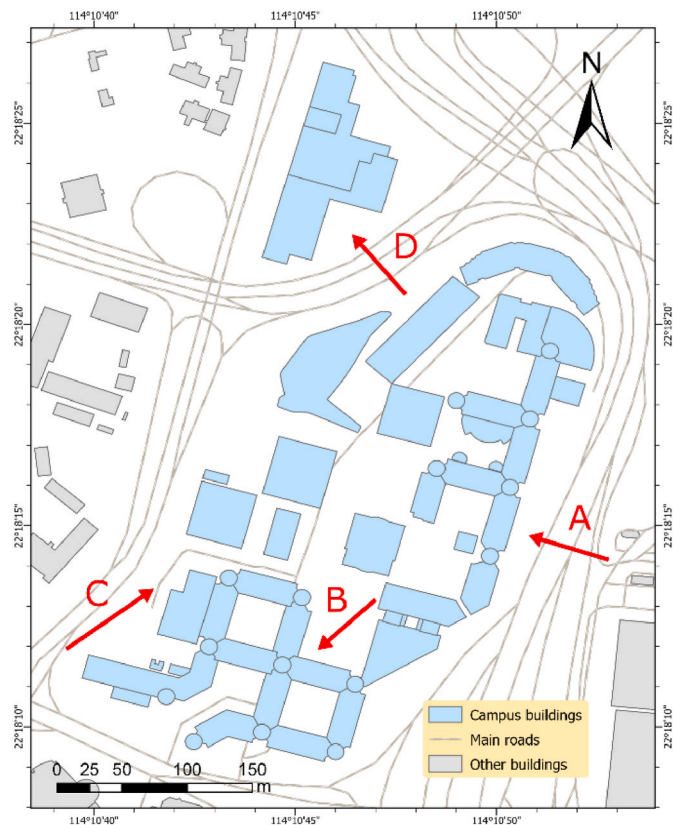 114°10'40" 114°10'45" 114°10'50"
N
22°18'25" 22°18'25"
D
22°18'20" 22°18'20"
22°18'15" 22°18'15"
A
C
B
22°18'10" 22°18'10"
Campus buildings
Main roads
Other buildings
0 25 50 100 150
m
114°10'40" 114°10'45" 114°10'50"